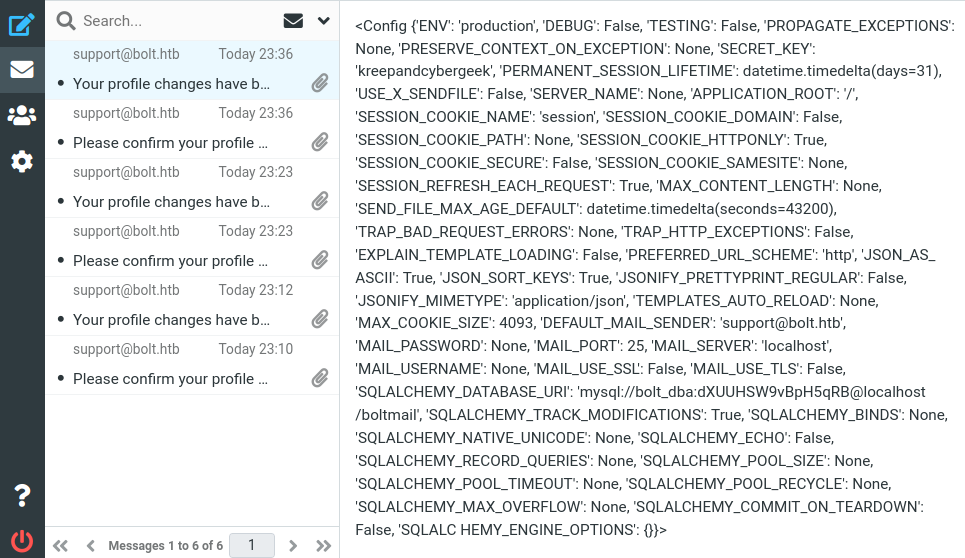 Search...
support@bolt.htb Today 23:36
Your profile changes have b...
support@bolt.htb Today 23:36
Please confirm your profile ...
support@bolt.htb Today 23:23
Your profile changes have b...
support@bolt.htb Today 23:23
Please confirm your profile ...
support@bolt.htb Today 23:12
Your profile changes have b...
support@bolt.htb Today 23:10
Please confirm your profile ...
Messages 1 to 6 of 6 1
<Config {'ENV': 'production', 'DEBUG': False, 'TESTING': False, 'PROPAGATE_EXCEPTIONS':
None, 'PRESERVE_CONTEXT_ON_EXCEPTION': None, 'SECRET_KEY':
'kreepandcybergeek', 'PERMANENT_SESSION_LIFETIME': datetime.timedelta(days=31),
'USE_X_SENDFILE': False, 'SERVER_NAME': None, 'APPLICATION_ROOT': '/',
'SESSION_COOKIE_NAME': 'session', 'SESSION_COOKIE_DOMAIN': False,
'SESSION_COOKIE_PATH': None, 'SESSION_COOKIE_HTTPONLY': True,
'SESSION_COOKIE_SECURE': False, 'SESSION_COOKIE_SAMESITE': None,
'SESSION_REFRESH_EACH_REQUEST': True, 'MAX_CONTENT_LENGTH': None,
'SEND_FILE_MAX_AGE_DEFAULT': datetime.timedelta(seconds=43200),
'TRAP_BAD_REQUEST_ERRORS': None, 'TRAP_HTTP_EXCEPTIONS': False,
'EXPLAIN_TEMPLATE_LOADING': False, 'PREFERRED_URL_SCHEME': 'http', 'JSON_AS_
ASCII': True, 'JSON_SORT_KEYS': True, 'JSONIFY_PRETTYPRINT_REGULAR': False,
'JSONIFY_MIMETYPE': 'application/json', 'TEMPLATES_AUTO_RELOAD': None,
'MAX_COOKIE_SIZE': 4093, 'DEFAULT_MAIL_SENDER': 'support@bolt.htb',
'MAIL_PASSWORD': None, 'MAIL_PORT': 25, 'MAIL_SERVER': 'localhost',
'MAIL_USERNAME': None, 'MAIL_USE_SSL': False, 'MAIL_USE_TLS': False,
'SQLALCHEMY_DATABASE_URI': 'mysql://bolt_dba:dXUUHSW9vBpH5qRB@localhost
/boltmail', 'SQLALCHEMY_TRACK_MODIFICATIONS': True, 'SQLALCHEMY_BINDS': None,
'SQLALCHEMY_NATIVE_UNICODE': None, 'SQLALCHEMY_ECHO': False,
'SQLALCHEMY_RECORD_QUERIES': None, 'SQLALCHEMY_POOL_SIZE': None,
'SQLALCHEMY_POOL_TIMEOUT': None, 'SQLALCHEMY_POOL_RECYCLE': None,
'SQLALCHEMY_MAX_OVERFLOW': None, 'SQLALCHEMY_COMMIT_ON_TEARDOWN':
False, 'SQLALC HEMY_ENGINE_OPTIONS': {}}>